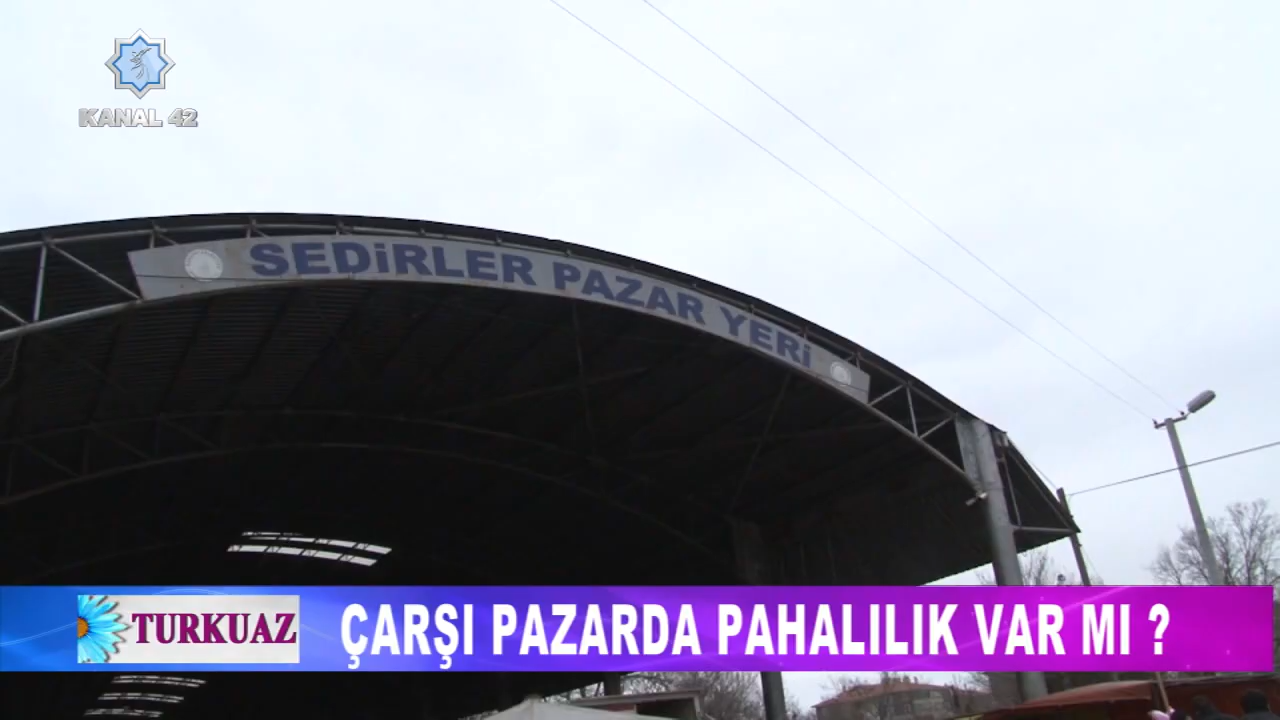 KANAL 42
SEDİRLER PAZAR YERİ
TURKUAZ
ÇARŞI PAZARDA PAHALILIK VAR MI ?